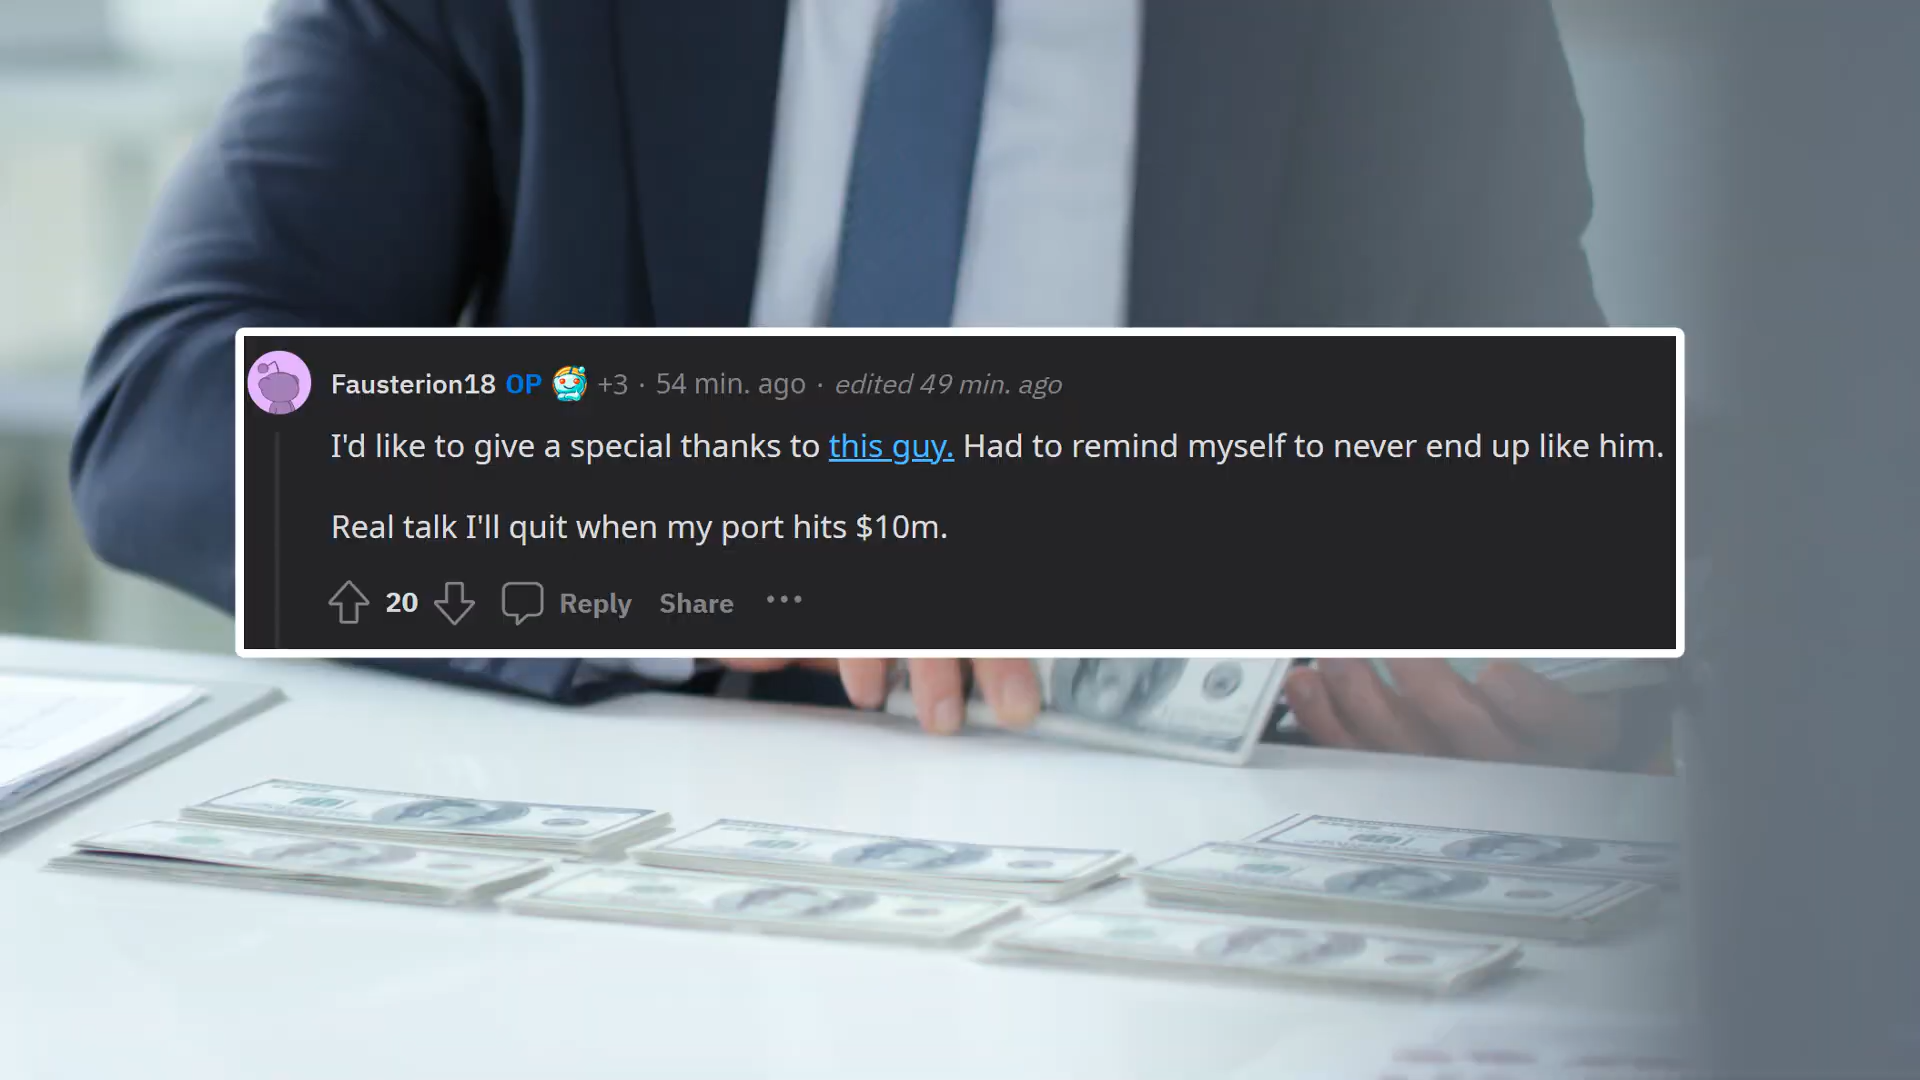 Fausterion18 OP +3 · 54 min. ago · edited 49 min. ago
I'd like to give a special thanks to this guy. Had to remind myself to never end up like him.
Real talk I'll quit when my port hits $10m.
20 Reply Share ···